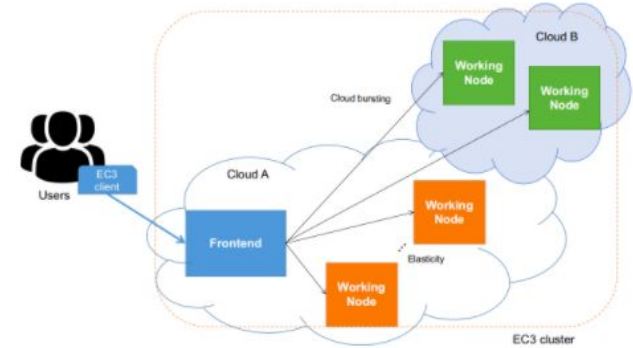 Cloud B
Working
Node
Working
Node
Cloud bursting
EC3
client
Users
Cloud A
Working
Node
Frontend
Elasticity
Working
Node
EC3 cluster